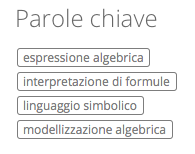 Parole chiave
espressione algebrica
interpretazione di formule
linguaggio simbolico
modellizzazione algebrica